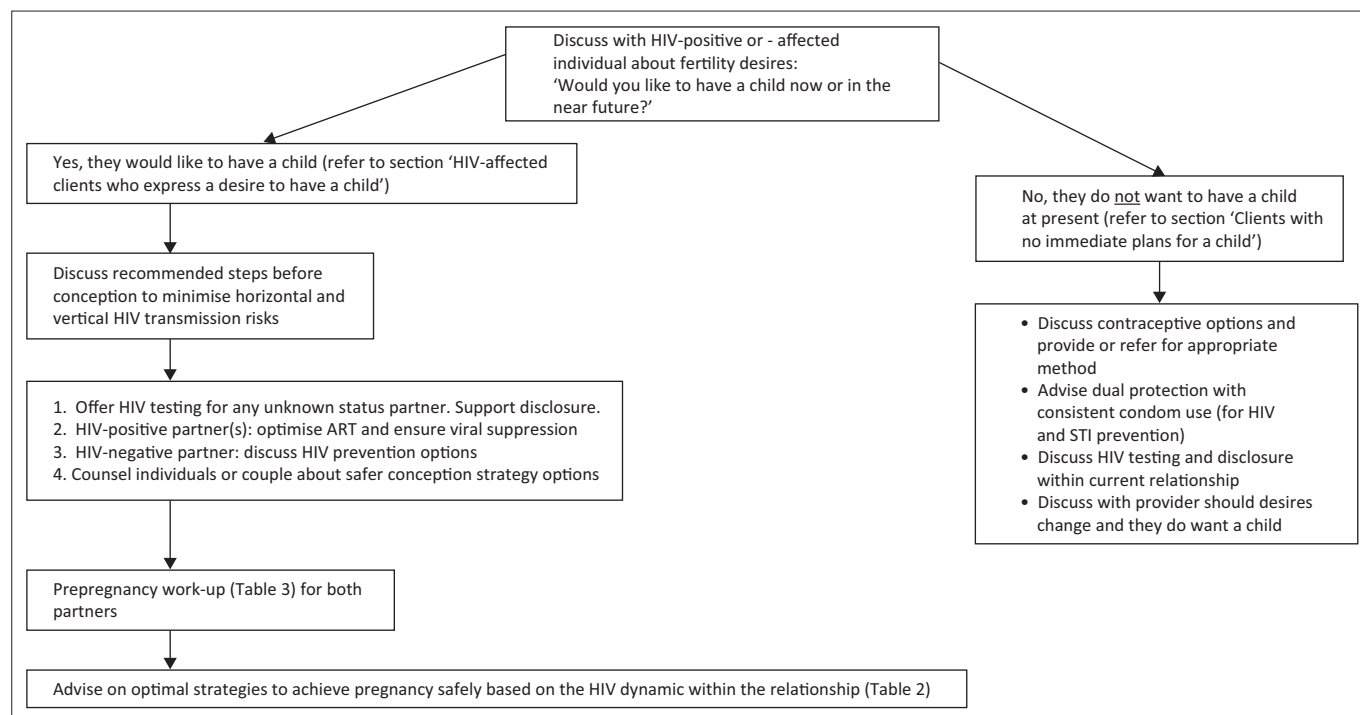 Discuss with HIV-positive or - affected
individual about fertility desires:
‘Would you like to have a child now or in the
near future?’
Yes, they would like to have a child (refer to section ‘HIV-affected
clients who express a desire to have a child’)
Discuss recommended steps before
conception to minimise horizontal and
vertical HIV transmission risks
1. Offer HIV testing for any unknown status partner. Support disclosure.
2. HIV-positive partner(s): optimise ART and ensure viral suppression
3. HIV-negative partner: discuss HIV prevention options
4. Counsel individuals or couple about safer conception strategy options
Prepregnancy work-up (Table 3) for both
partners
Advise on optimal strategies to achieve pregnancy safely based on the HIV dynamic within the relationship (Table 2)
No, they do not want to have a child
at present (refer to section ‘Clients with
no immediate plans for a child’)
• Discuss contraceptive options and
provide or refer for appropriate
method
• Advise dual protection with
consistent condom use (for HIV
and STI prevention)
• Discuss HIV testing and disclosure
within current relationship
• Discuss with provider should desires
change and they do want a child